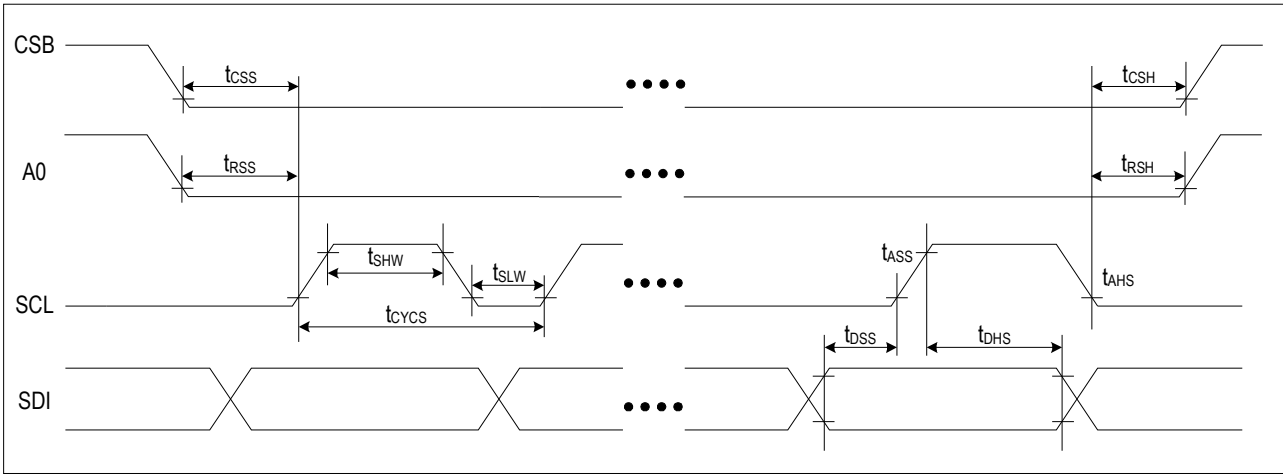 CSB
tCSS
tCSH
A0
tRSS
tRSH
SCL
tSHW
tSLW
tCYCS
tASS
tAHS
tDSS
tDHS
SDI